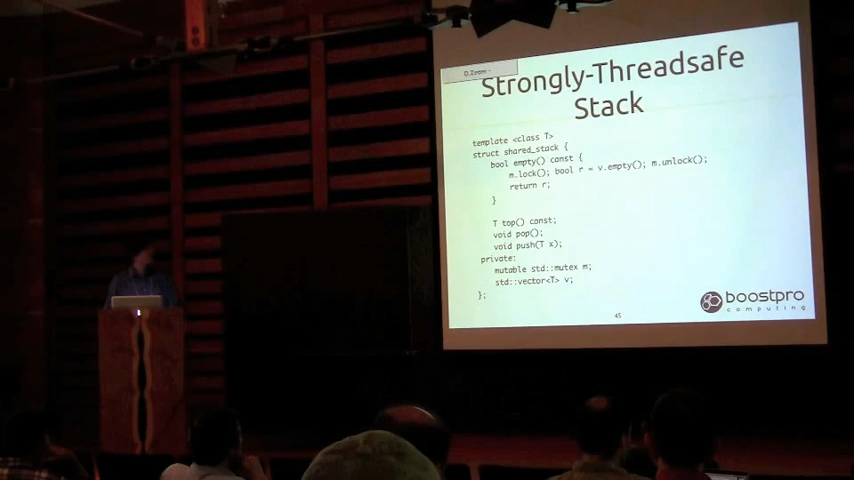 D.Zoom -
Strongly-Threadsafe
Stack
template <class T>
struct shared_stack {
bool empty() const {
m.lock(); bool r = v.empty(); m.unlock();
return r;
}
T top() const;
void pop();
void push(T x);
private:
mutable std::mutex m;
std::vector<T> v;
};
45
boostpro
computing